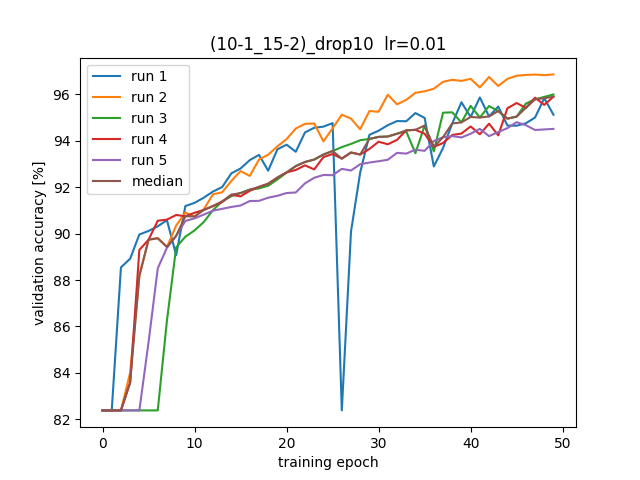 (10-1_15-2)_drop10  lr=0.01
run 1
run 2
run 3
run 4
run 5
median
validation accuracy [%]
96
94
92
90
88
86
84
82
0 10 20 30 40 50
training epoch